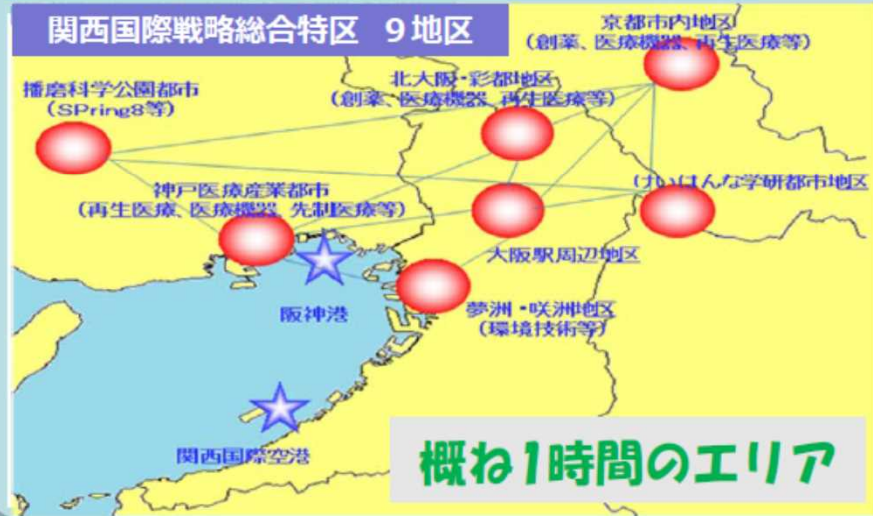 関西国際戦略総合特区 9地区
京都市内地区
(創薬、医療機器、再生医療等)
播磨科学公園都市
(SPring8等)
北大阪・彩都地区
(創薬、医療機器、再生医療等)
神戸医療産業都市
(再生医療、医療機器、先制医療等)
けいはんな学研都市地区
大阪駅周辺地区
阪神港
夢洲・咲洲地区
(環境技術等)
関西国際空港
概ね1時間のエリア